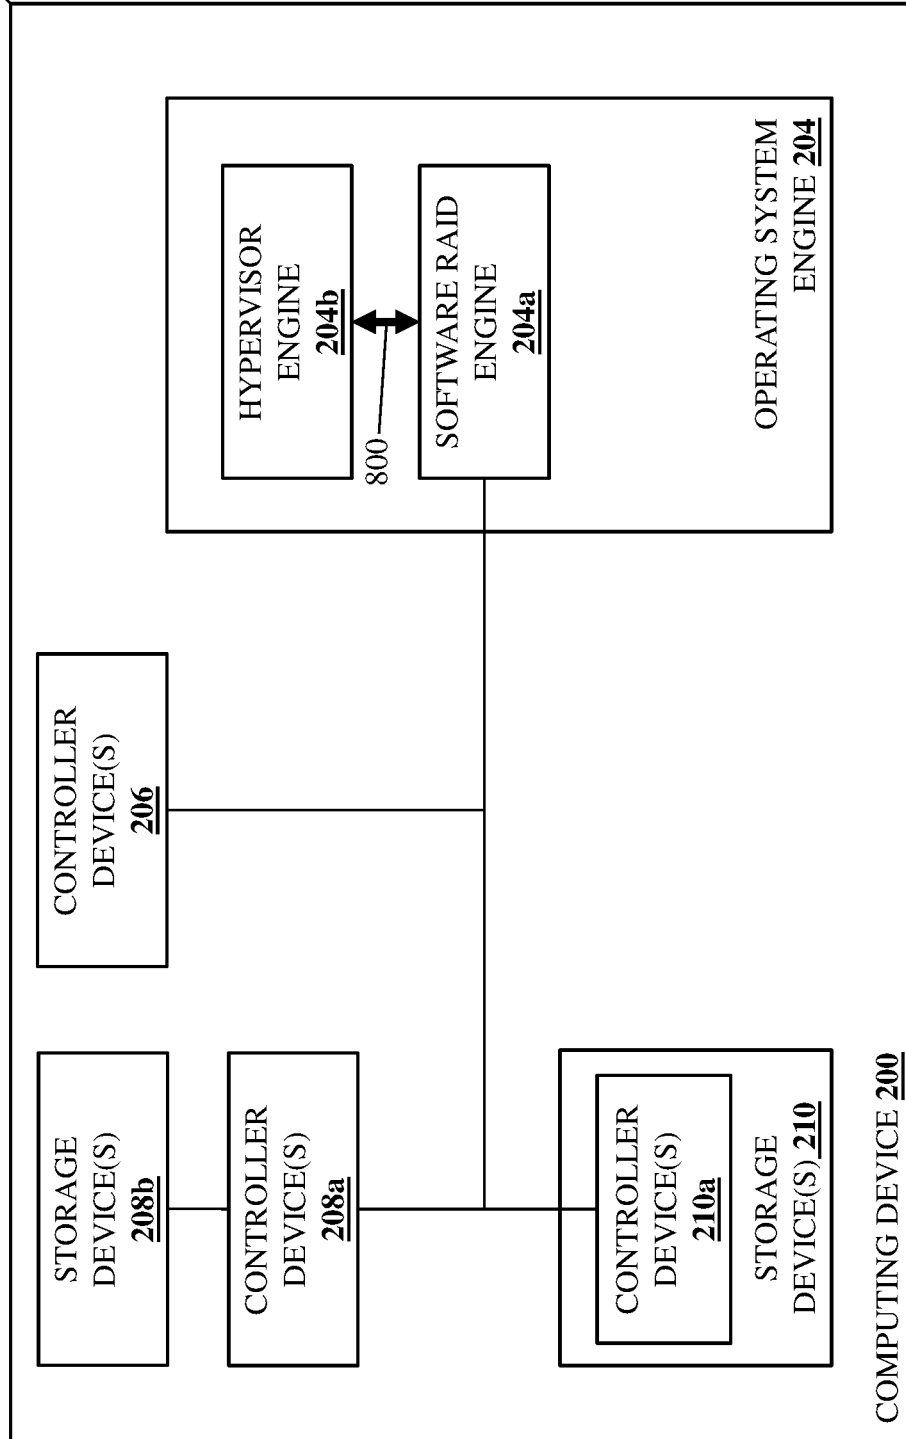 STORAGE
DEVICE(S)
208b
CONTROLLER
DEVICE(S)
208a
CONTROLLER
DEVICE(S)
206
HYPERVISOR
ENGINE
204b
800
SOFTWARE RAID
ENGINE
204a
OPERATING SYSTEM
ENGINE 204
CONTROLLER
DEVICE(S)
210a
STORAGE
DEVICE(S) 210
COMPUTING DEVICE 200